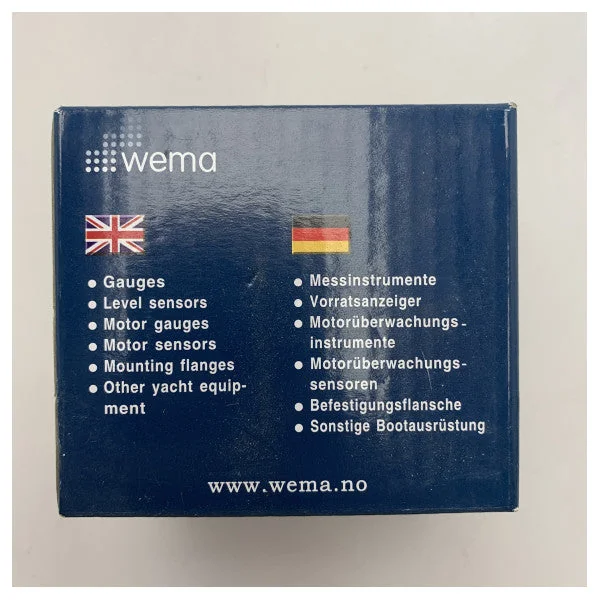 wema
• Gauges
• Level sensors
• Motor gauges
• Motor sensors
• Mounting flanges
• Other yacht equip-
ment
• Messinstrumente
• Vorratsanzeiger
• Motorüberwachungs-
instrumente
• Motorüberwachungs-
sensoren
• Befestigungsflansche
• Sonstige Bootausrüstung
www.wema.no